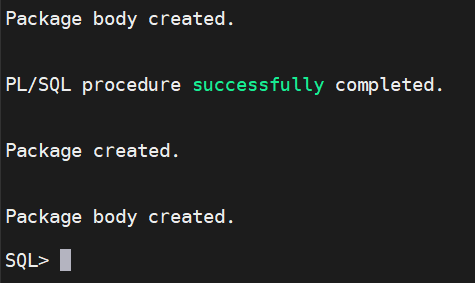 Package body created.
PL/SQL procedure successfully completed.
Package created.
Package body created.
SQL>